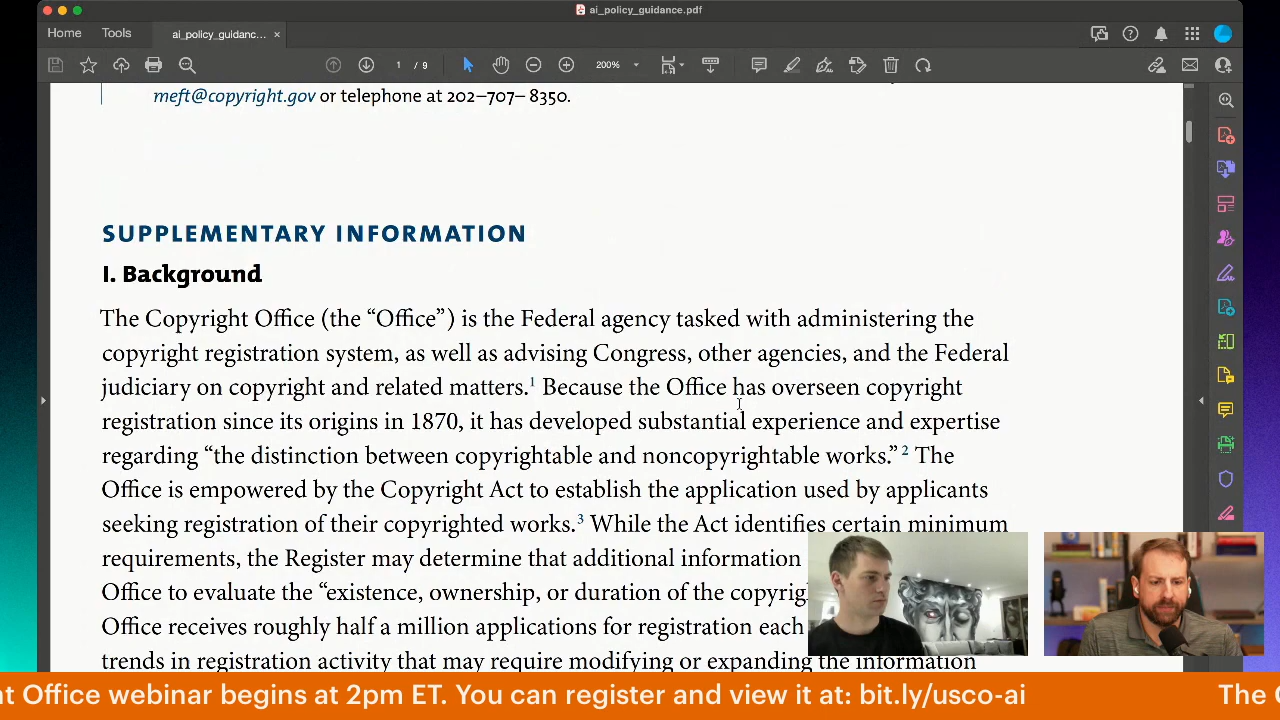 ai_policy_guidance.pdf
Home
Tools
ai_policy_guidanc... ×
1 / 9
200%
meft@copyright.gov or telephone at 202–707– 8350.
SUPPLEMENTARY INFORMATION
I. Background
The Copyright Office (the “Office”) is the Federal agency tasked with administering the
copyright registration system, as well as advising Congress, other agencies, and the Federal
judiciary on copyright and related matters.1 Because the Office has overseen copyright
registration since its origins in 1870, it has developed substantial experience and expertise
regarding “the distinction between copyrightable and noncopyrightable works.” 2 The
Office is empowered by the Copyright Act to establish the application used by applicants
seeking registration of their copyrighted works.3 While the Act identifies certain minimum
requirements, the Register may determine that additional information
Office to evaluate the “existence, ownership, or duration of the copyrig
Office receives roughly half a million applications for registration each
trends in registration activity that may require modifying or expanding the information
nt Office webinar begins at 2pm ET. You can register and view it at: bit.ly/usco-ai
The C